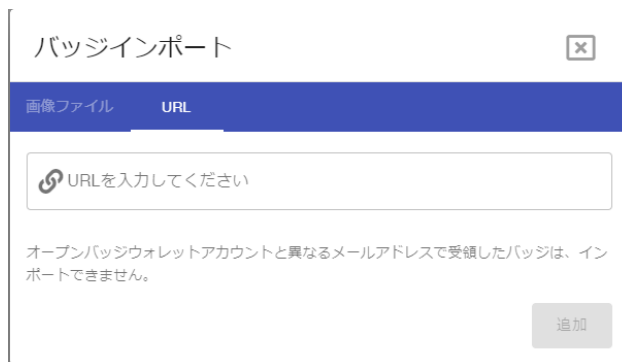 バッジインポート
画像ファイル
URL
URLを入力してください
オープンバッジウォレットアカウントと異なるメールアドレスで受領したバッジは、イン
ポートできません。
追加